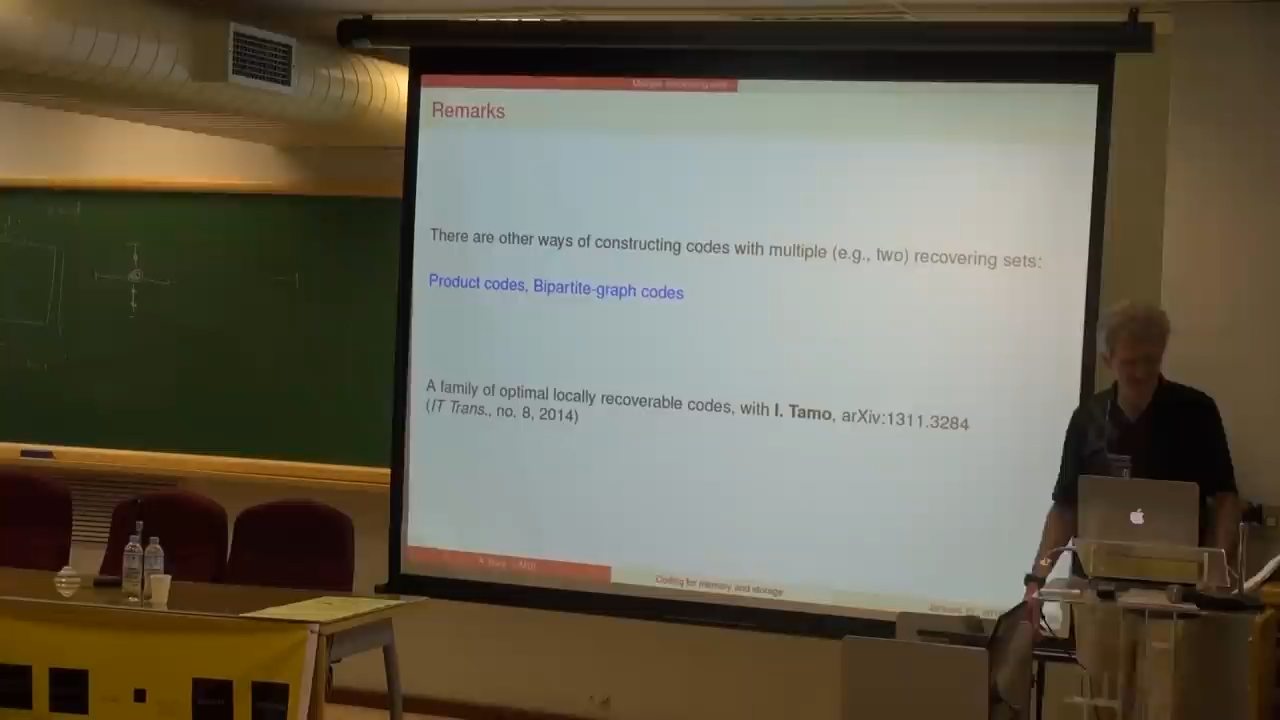 Remarks
There are other ways of constructing codes with multiple (e.g., two) recovering sets:
Product codes, Bipartite-graph codes
A family of optimal locally recoverable codes, with I. Tamo, arXiv:1311.3284
(IT Trans., no. 8, 2014)
Coding for memory and storage